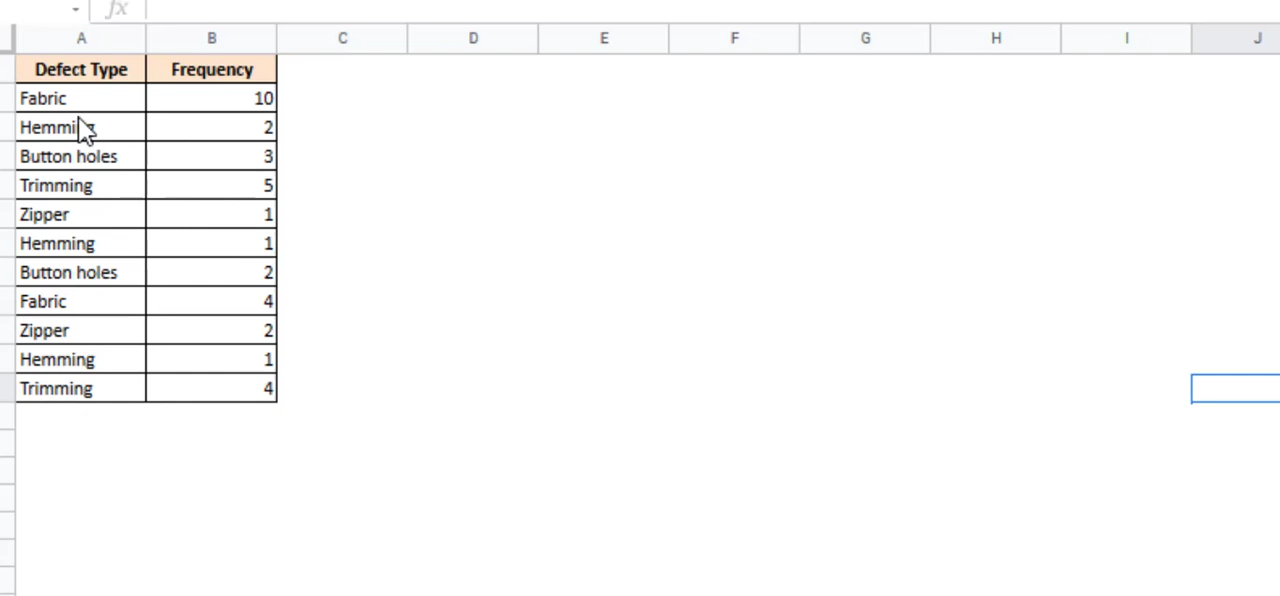 fx
A B C D E F G H I J
Defect Type Frequency
Fabric 10
Hemming 2
Button holes 3
Trimming 5
Zipper 1
Hemming 1
Button holes 2
Fabric 4
Zipper 2
Hemming 1
Trimming 4